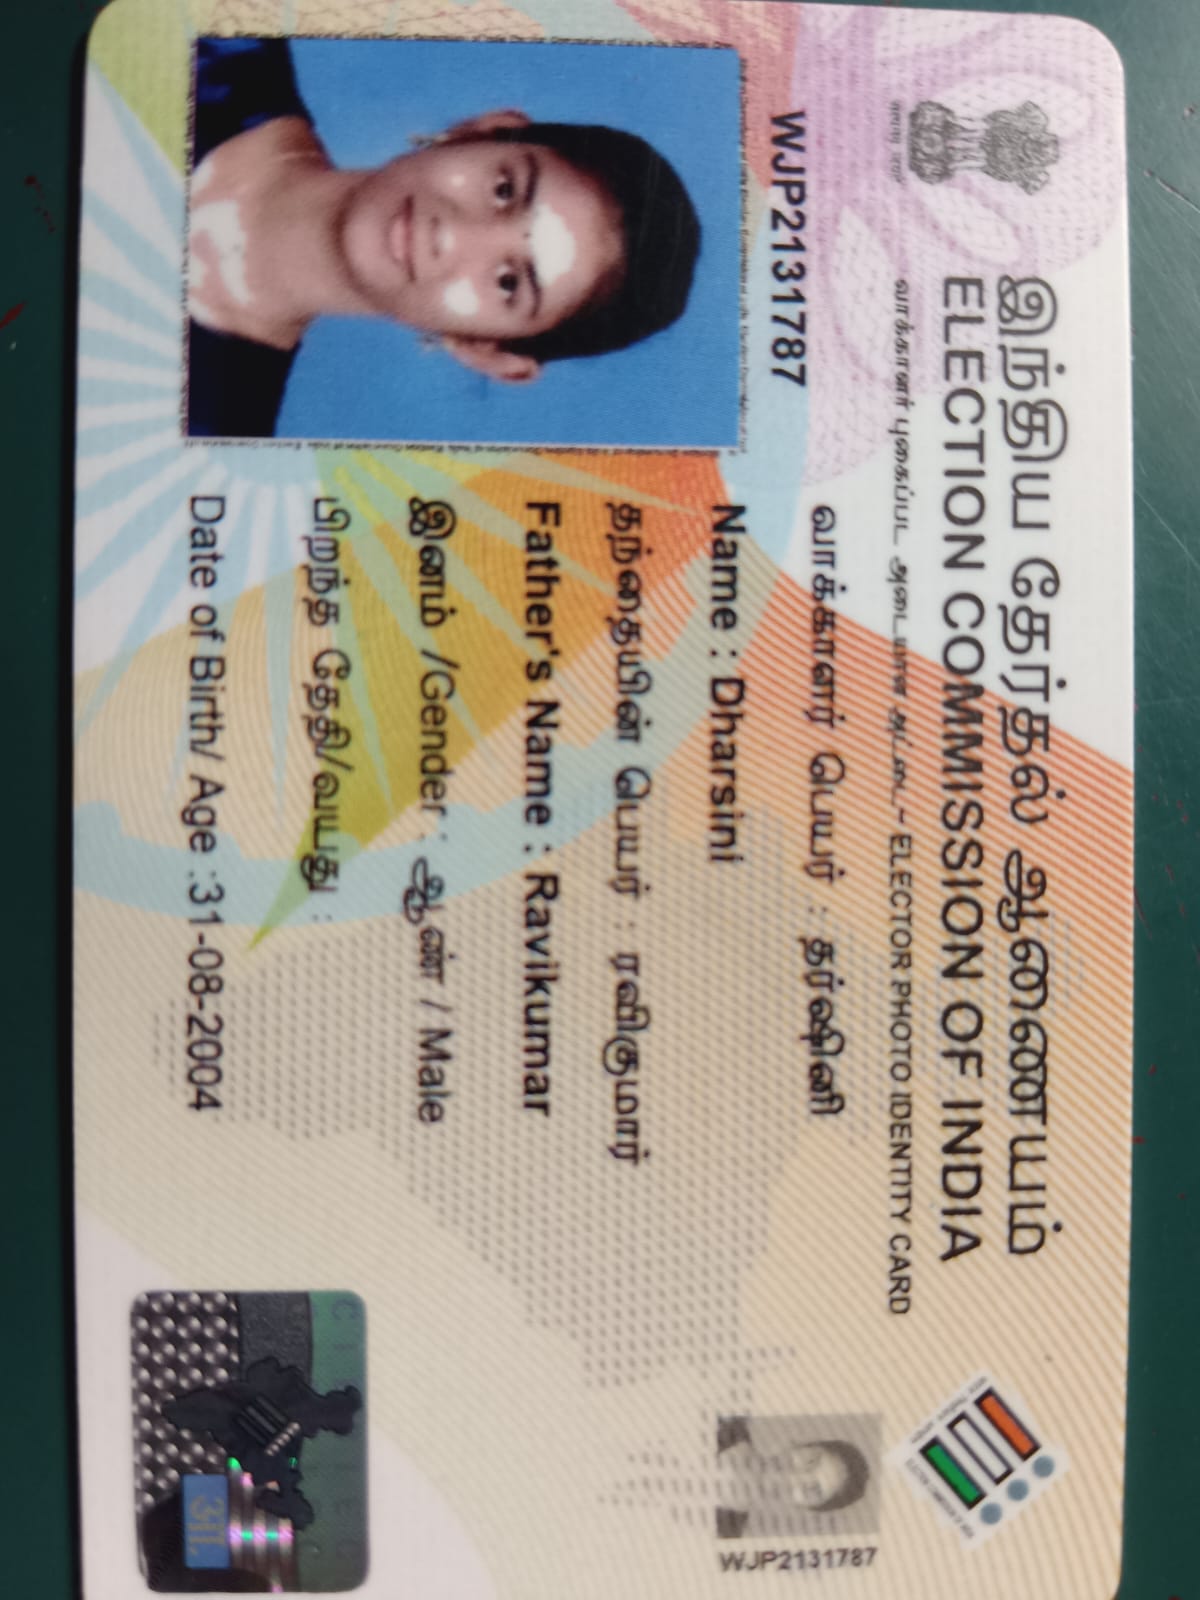 இந்திய தேர்தல் ஆணையம்
ELECTION COMMISSION OF INDIA
வாக்காளர் புகைப்பட அடையாள அட்டை - ELECTOR PHOTO IDENTITY CARD
WJP2131787
வாக்காளர் பெயர் : தர்ஷினி
Name : Dharsini
தந்தையின் பெயர் : ரவிகுமார்
Father's Name : Ravikumar
இனம் /Gender : ஆண் / Male
பிறந்த தேதி/வயது :
Date of Birth/ Age :31-08-2004
WJP2131787